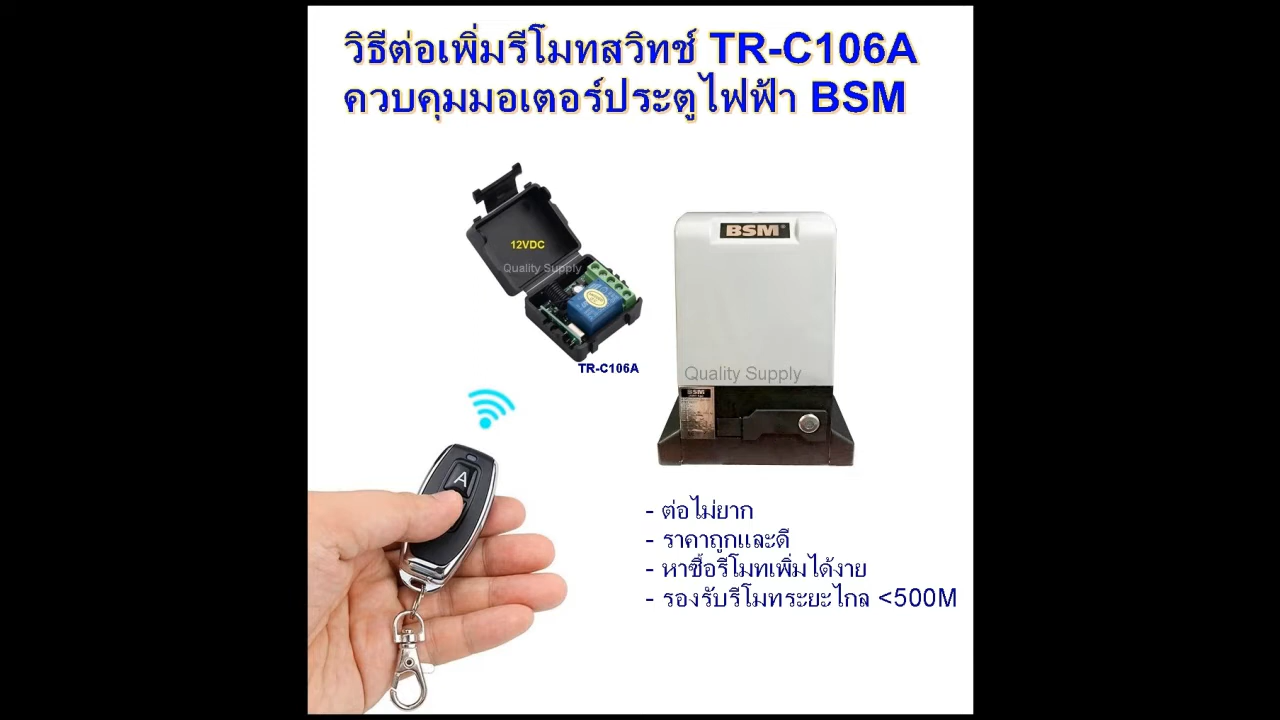 วิธีต่อเพิ่มรีโมทสวิทช์ TR-C106A
ควบคุมมอเตอร์ประตูไฟฟ้า BSM
12VDC
Quality Supply
TR-C106A
BSM
Quality Supply
BSM
A
- ต่อไม่ยาก
- ราคาถูกและดี
- หาซื้อรีโมทเพิ่มได้ง่าย
- รองรับรีโมทระยะไกล <500M